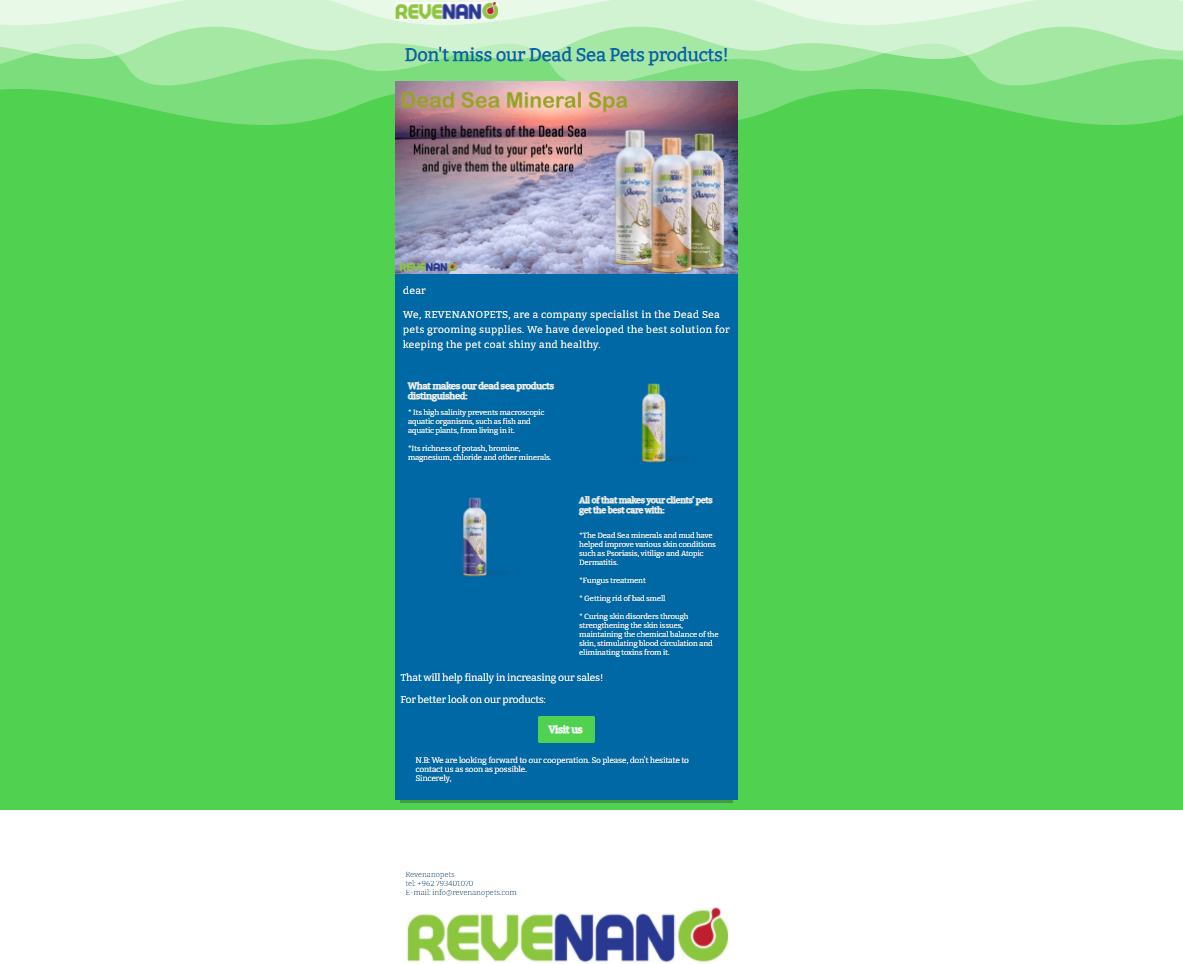 REVENANO
Don't miss our Dead Sea Pets products!
Dead Sea Mineral Spa
Bring the benefits of the Dead Sea
Mineral and Mud to your pet's world
and give them the ultimate care
REVENANO
dear
We, REVENANOPETS, are a company specialist in the Dead Sea
pets grooming supplies. We have developed the best solution for
keeping the pet coat shiny and healthy.
What makes our dead sea products
distinguished:
* Its high salinity prevents macroscopic
aquatic organisms, such as fish and
aquatic plants, from living in it.
*Its richness of potash, bromine,
magnesium, chloride and other minerals.
All of that makes your clients' pets
get the best care with:
*The Dead Sea minerals and mud have
helped improve various skin conditions
such as Psoriasis, vitiligo and Atopic
Dermatitis.
*Fungus treatment
* Getting rid of bad smell
* Curing skin disorders through
strengthening the skin issues,
maintaining the chemical balance of the
skin, stimulating blood circulation and
eliminating toxins from it.
That will help finally in increasing our sales!
For better look on our products:
Visit us
N.B: We are looking forward to our cooperation. So please, don't hesitate to
contact us as soon as possible.
Sincerely,
Revenanopets
tel: +962793401070
E-mail: info@revenanopets.com
REVENANO